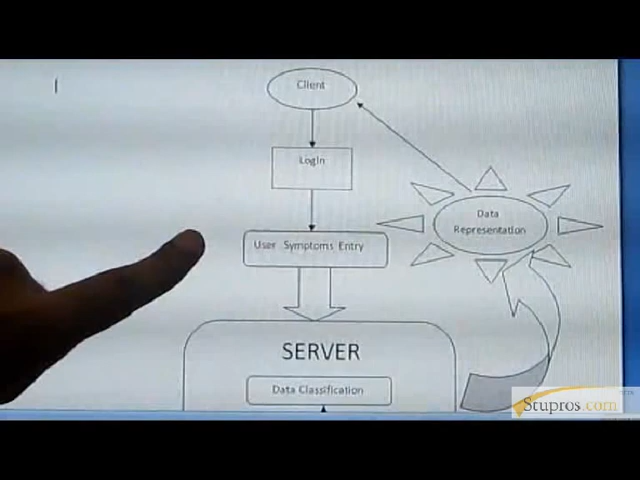 Client
LogIn
Data
Representation
User Symptoms Entry
SERVER
Data Classification
Stupros.com